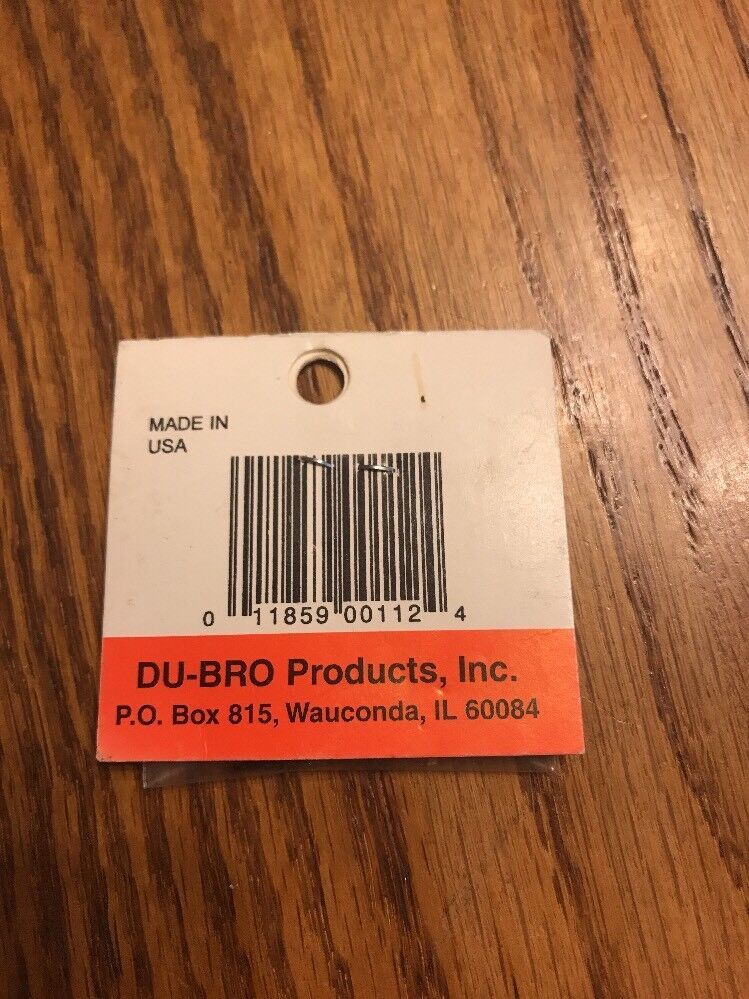 MADE IN
USA
0 11859 00112 4
DU-BRO Products, Inc.
P.O. Box 815, Wauconda, IL 60084